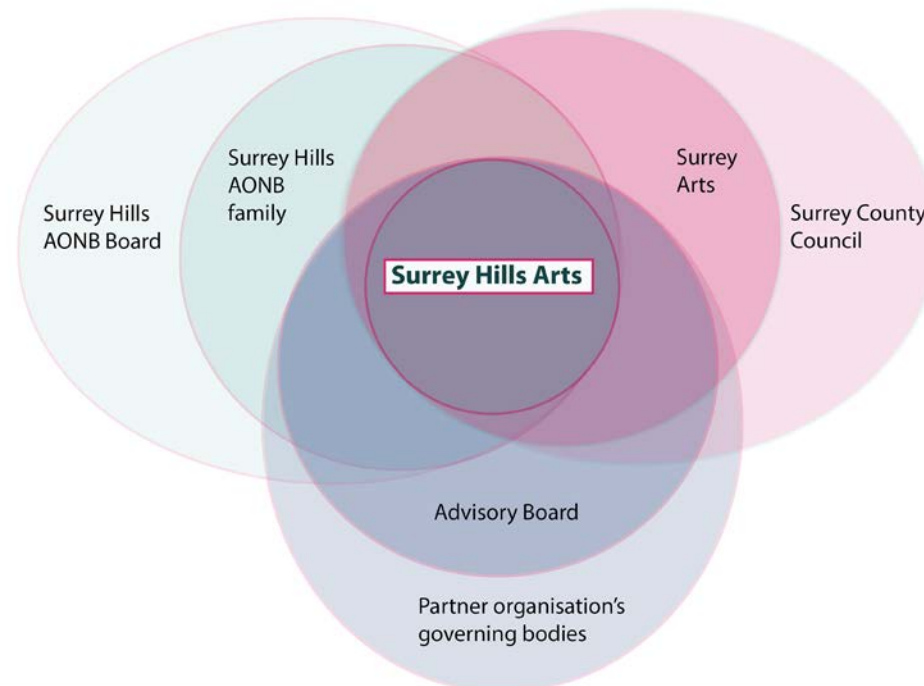 Surrey Hills
AONB Board
Surrey Hills
AONB
family
Surrey Hills Arts
Surrey
Arts
Surrey County
Council
Advisory Board
Partner organisation’s
governing bodies